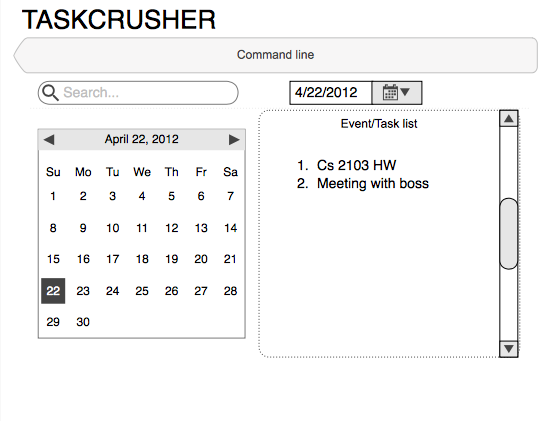 TASKCRUSHER
Command line
Search...
4/22/2012
April 22, 2012
Su Mo Tu We Th Fr Sa
1 2 3 4 5 6 7
8 9 10 11 12 13 14
15 16 17 18 19 20 21
22 23 24 25 26 27 28
29 30
Event/Task list
1. Cs 2103 HW
2. Meeting with boss